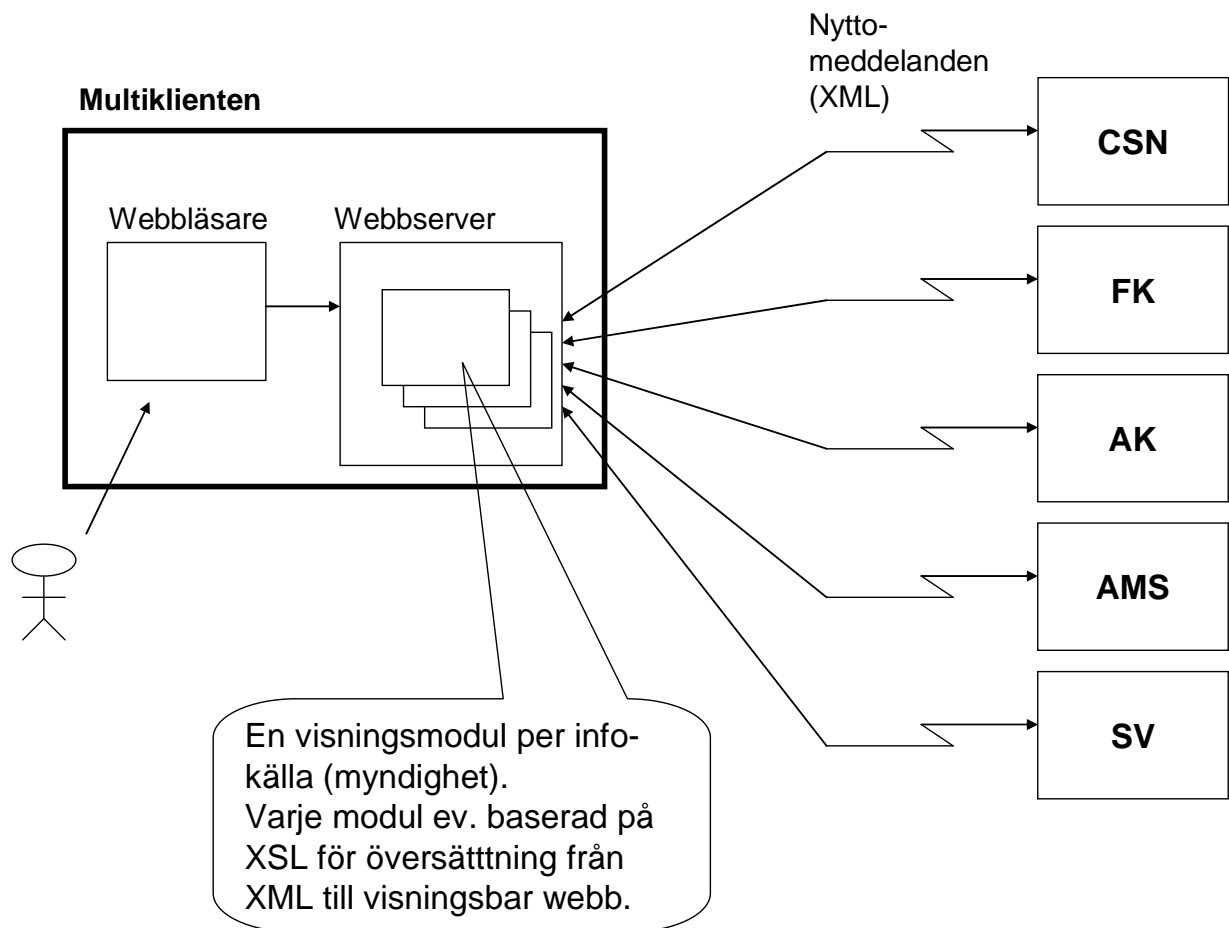 Nytto-
meddelanden
(XML)
Multiklienten
CSN
Webbläsare
Webbserver
FK
AK
AMS
SV
En visningsmodul per info-
källa (myndighet).
Varje modul ev. baserad på
XSL för översätttning från
XML till visningsbar webb.